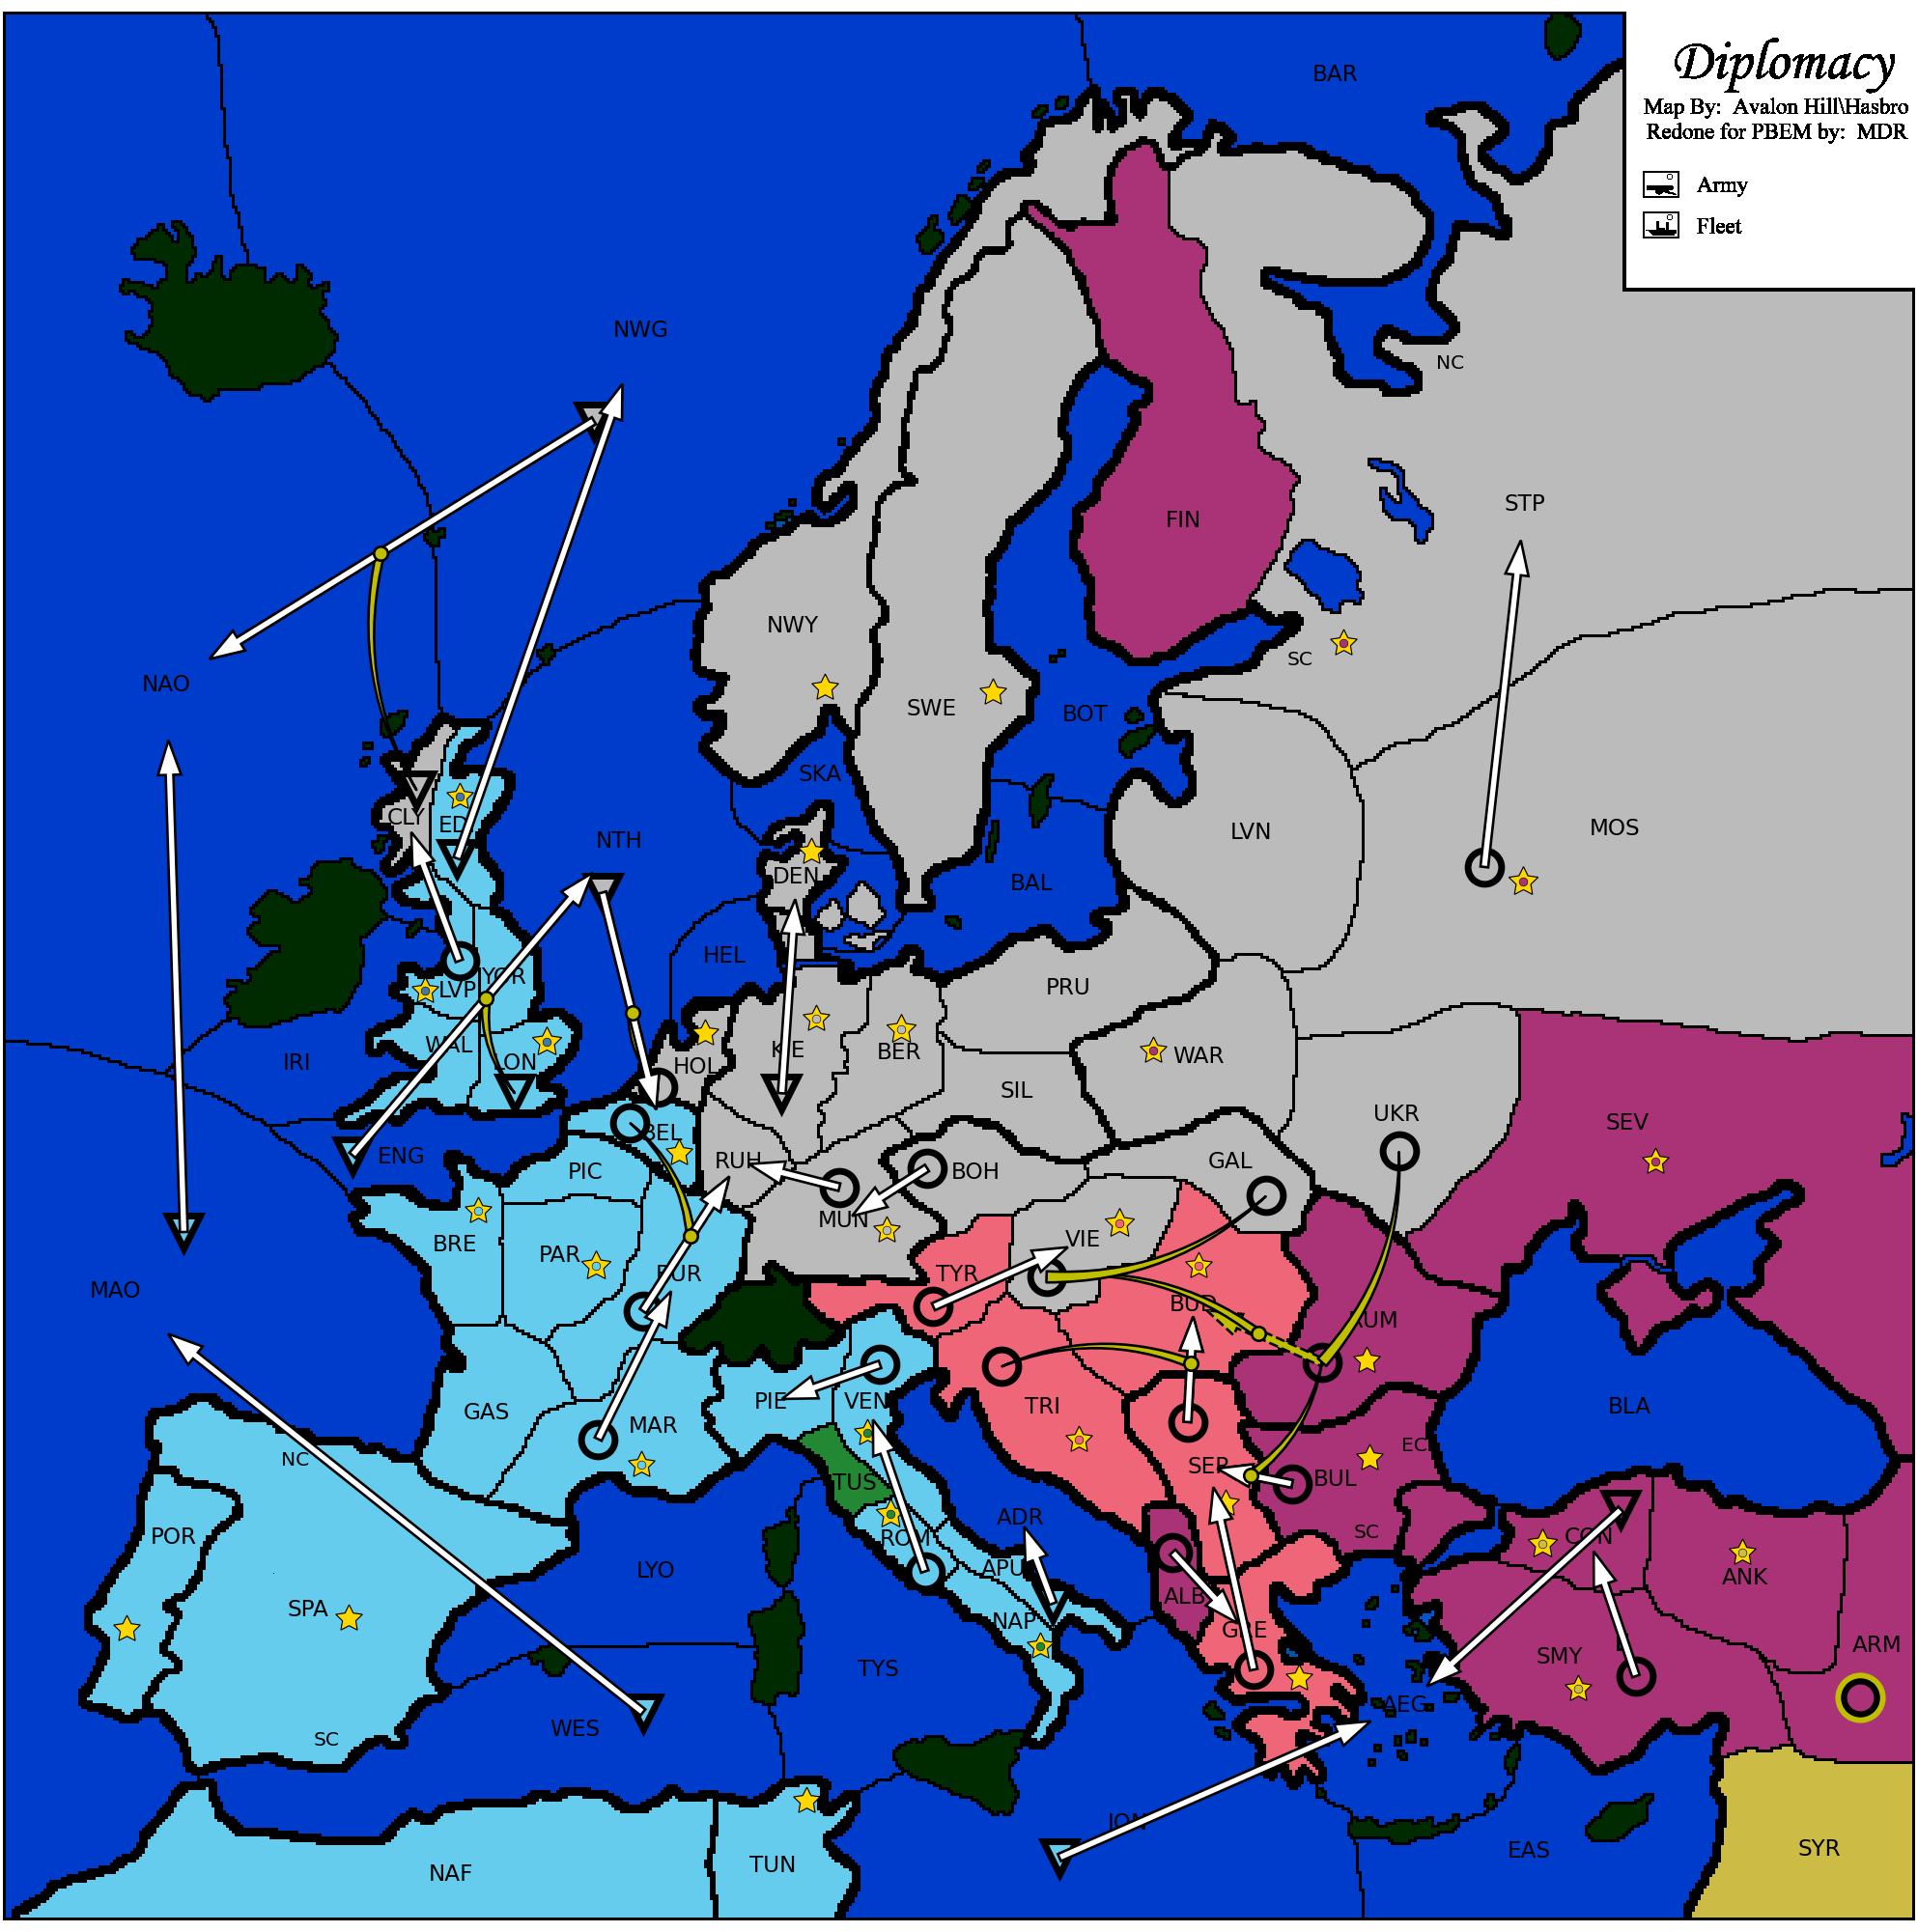 BAR
Diplomacy
Map By: Avalon Hill\Hasbro
Redone for PBEM by: MDR
Army
Fleet
NWG
NC
STP
FIN
NWY
SC
NAO
SWE
BOT
SKA
CLY
EDI
NTH
LVN
MOS
DEN
BAL
HEL
YOR
LVP
PRU
WAL
LON
IRI
HOL
KIE
BER
WAR
SIL
UKR
SEV
BEL
ENG
PIC
RUH
BOH
GAL
MUN
BRE
PAR
VIE
BUR
TYR
MAO
BUD
RUM
GAS
MAR
PIE
VEN
TRI
BLA
NC
EC
SER
BUL
TUS
POR
ROM
ADR
SC
CON
LYO
APU
ANK
ALB
SPA
NAP
GRE
ARM
SMY
TYS
AEG
WES
SC
ION
EAS
SYR
NAF
TUN